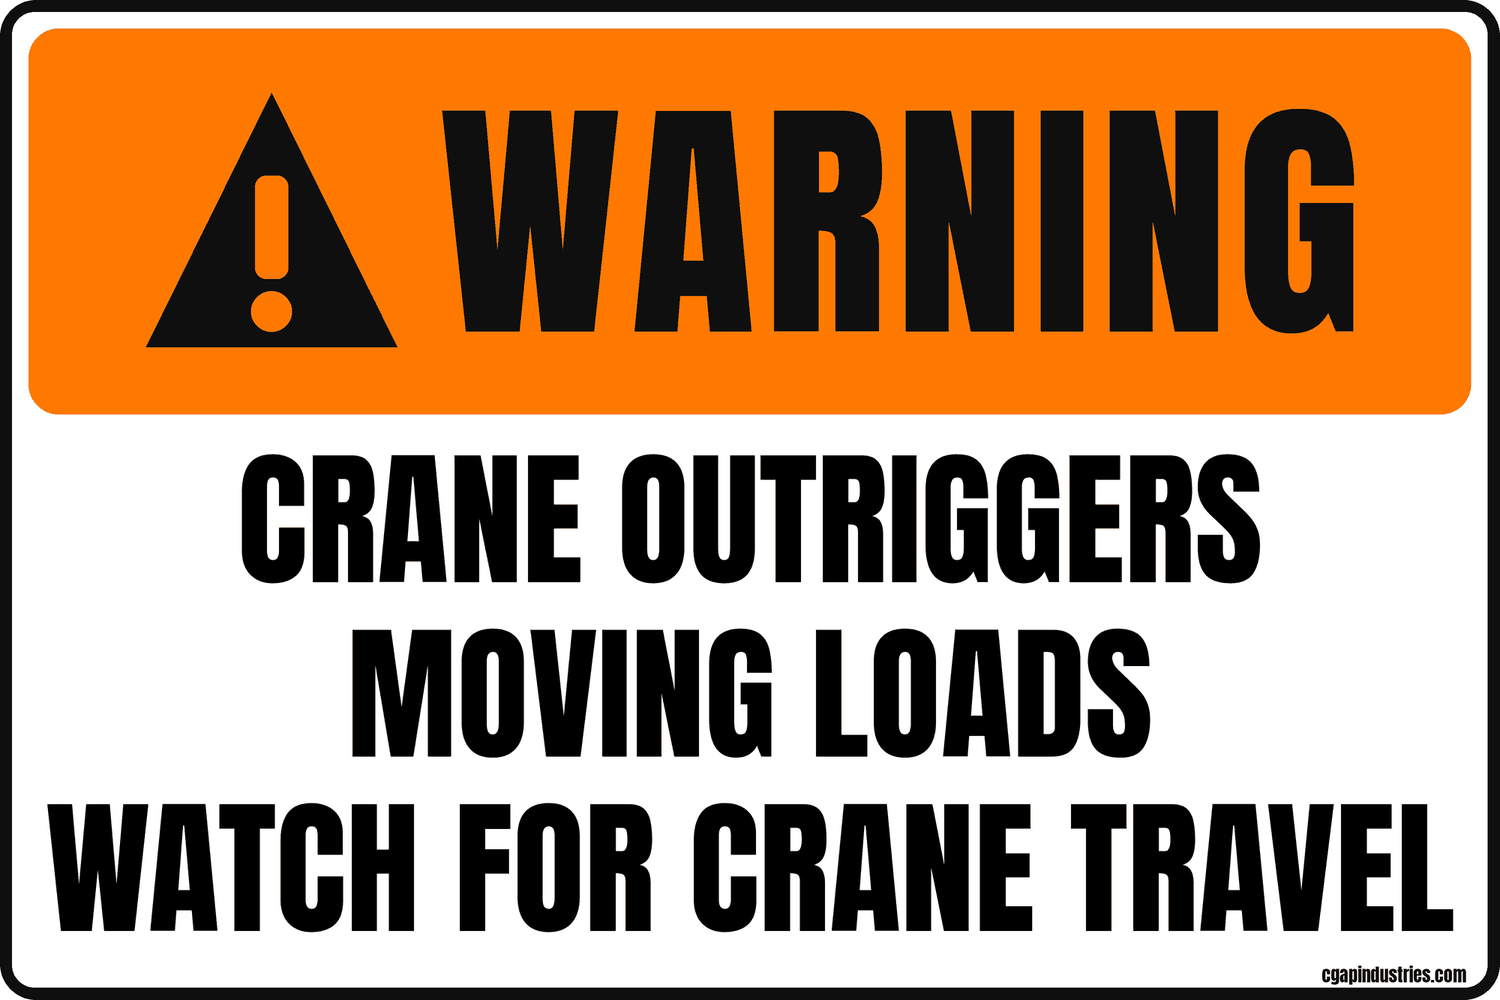 WARNING
CRANE OUTRIGGERS
MOVING LOADS
WATCH FOR CRANE TRAVEL
cgapindustries.com